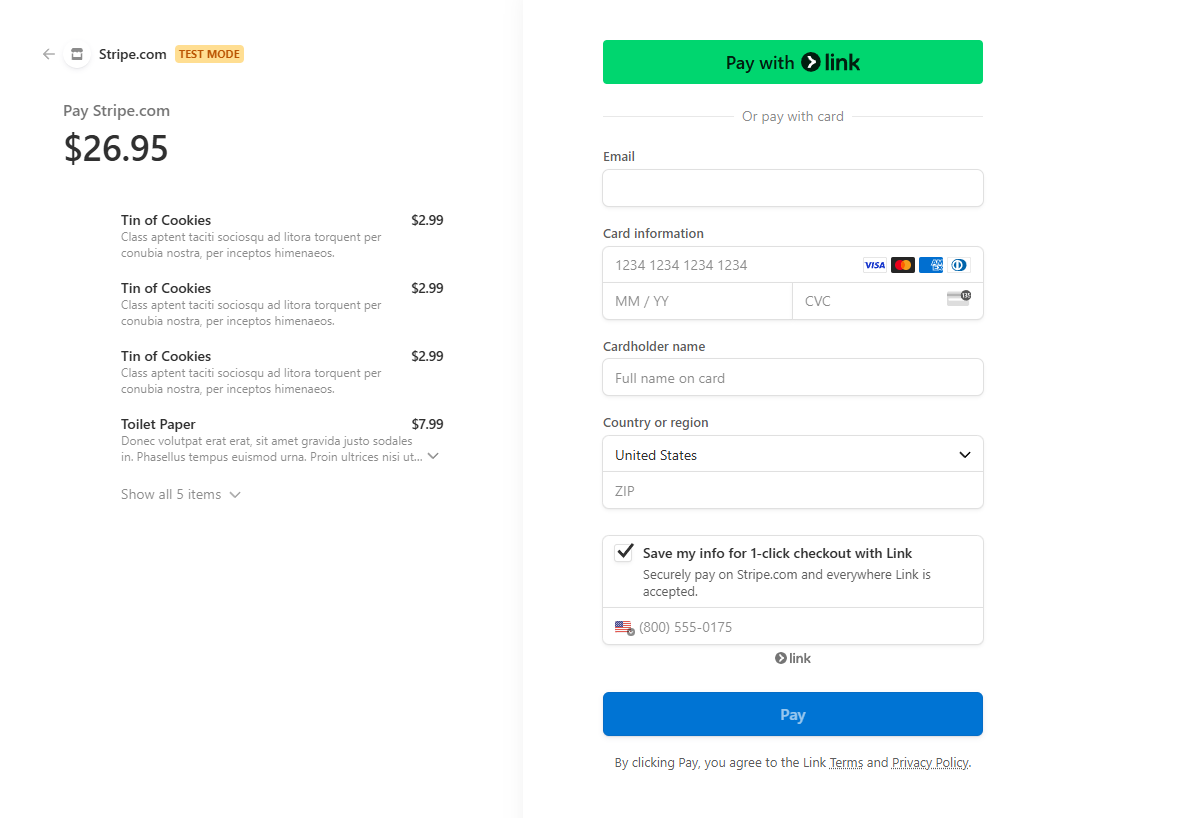 Stripe.com TEST MODE
Pay Stripe.com
$26.95
Tin of Cookies $2.99
Class aptent taciti sociosqu ad litora torquent per
conubia nostra, per inceptos himenaeos.
Tin of Cookies $2.99
Class aptent taciti sociosqu ad litora torquent per
conubia nostra, per inceptos himenaeos.
Tin of Cookies $2.99
Class aptent taciti sociosqu ad litora torquent per
conubia nostra, per inceptos himenaeos.
Toilet Paper $7.99
Donec volutpat erat erat, sit amet gravida justo sodales
in. Phasellus tempus euismod urna. Proin ultrices nisi ut...
Show all 5 items
Pay with link
Or pay with card
Email
Card information
1234 1234 1234 1234 VISA AMEX
MM / YY CVC 135
Cardholder name
Full name on card
Country or region
United States
ZIP
Save my info for 1-click checkout with Link
Securely pay on Stripe.com and everywhere Link is
accepted.
(800) 555-0175
link
Pay
By clicking Pay, you agree to the Link Terms and Privacy Policy.